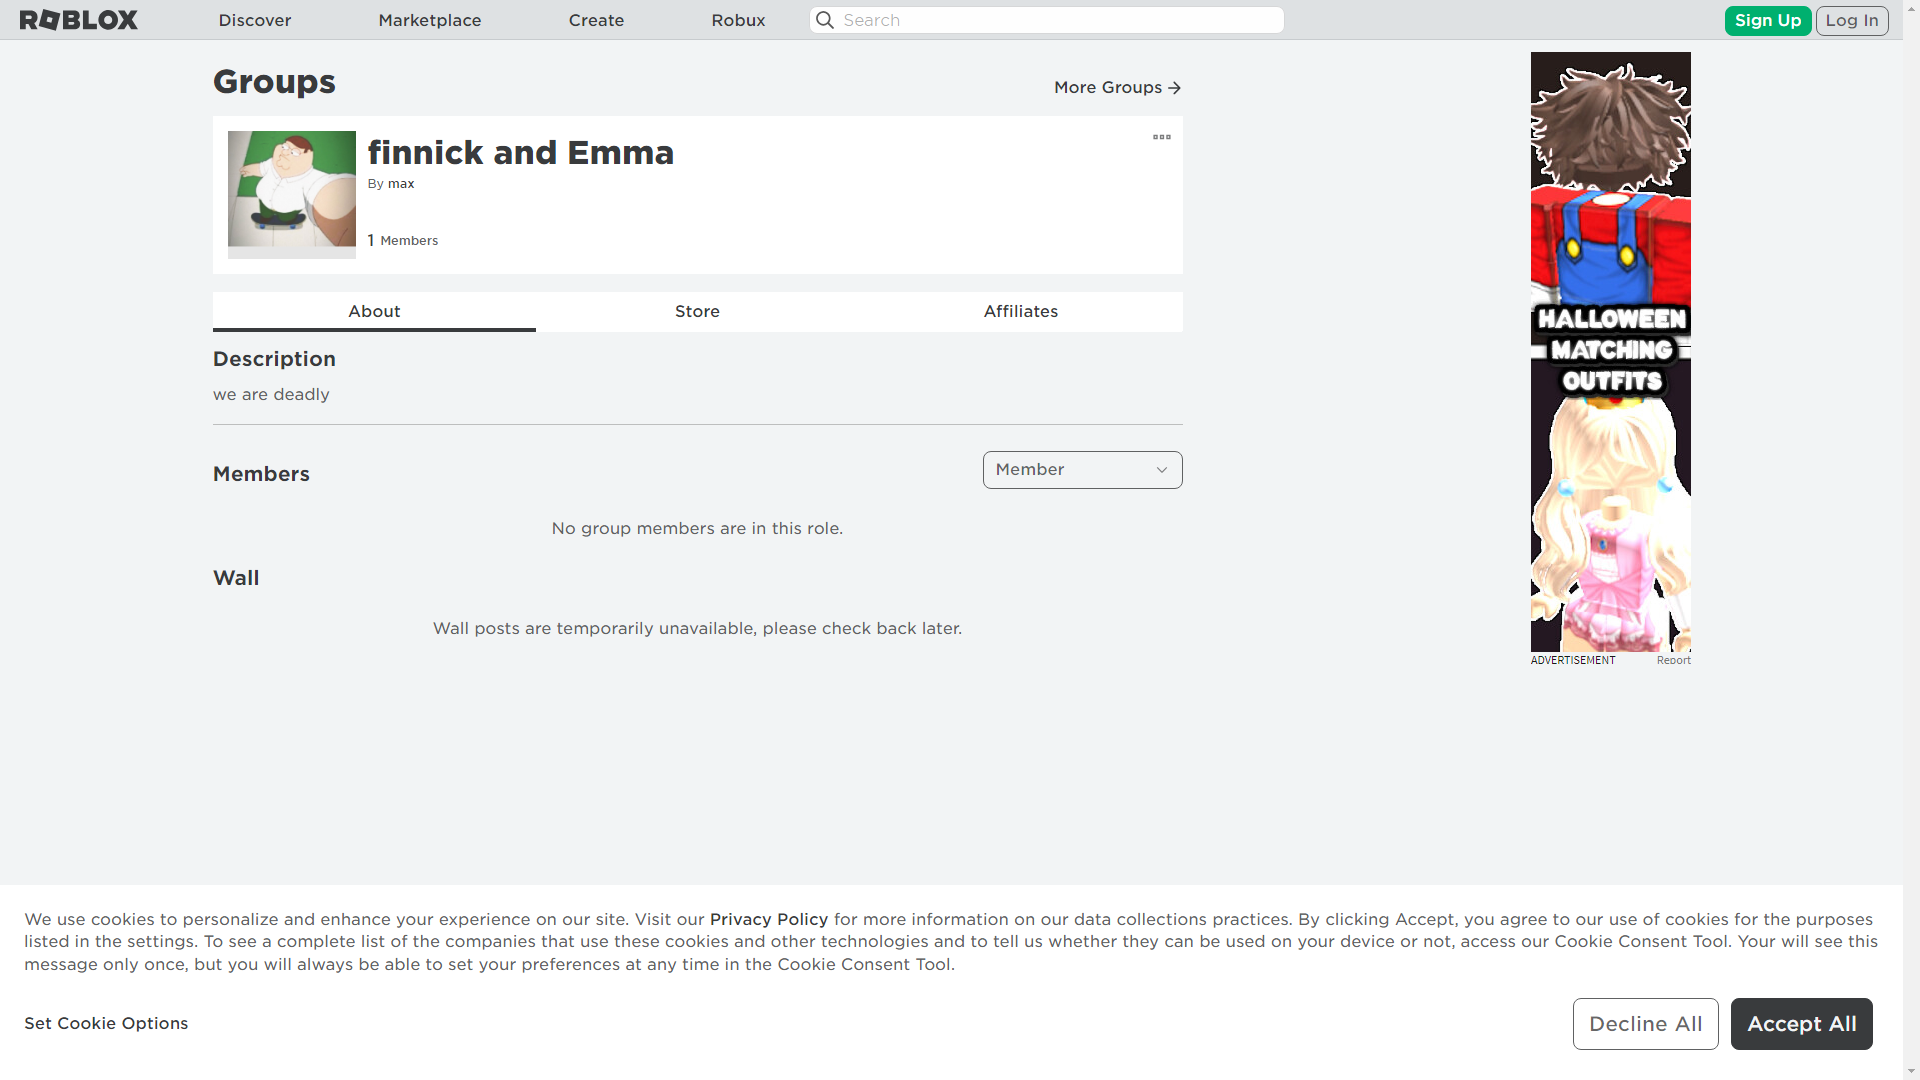 ROBLOX
Discover
Marketplace
Create
Robux
Search
Sign Up
Log In
Groups
More Groups
finnick and Emma
By max
1 Members
About
Store
Affiliates
Description
we are deadly
Members
Member
No group members are in this role.
Wall
Wall posts are temporarily unavailable, please check back later.
HALLOWEEN
MATCHING
OUTFITS
ADVERTISEMENT
Report
We use cookies to personalize and enhance your experience on our site. Visit our Privacy Policy for more information on our data collections practices. By clicking Accept, you agree to our use of cookies for the purposes
listed in the settings. To see a complete list of the companies that use these cookies and other technologies and to tell us whether they can be used on your device or not, access our Cookie Consent Tool. Your will see this
message only once, but you will always be able to set your preferences at any time in the Cookie Consent Tool.
Set Cookie Options
Decline All
Accept All